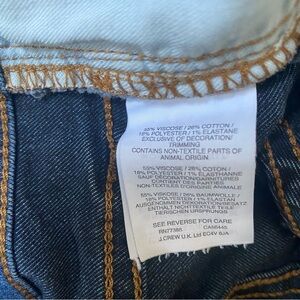 55% VISCOSE / 26% COTTON /
18% POLYESTER / 1% ELASTANE
EXCLUSIVE OF DECORATION/
TRIMMING
CONTAINS NON-TEXTILE PARTS OF
ANIMAL ORIGIN
55% VISCOSE / 26% COTON /
18% POLYESTER / 1% ELASTHANNE
SAUF DÉCORATION/GARNITURES
CONTIENT DES PARTIES
NON-TEXTILES D'ORIGINE ANIMALE
55% VISKOSE / 26% BAUMWOLLE /
18% POLYESTER / 1% ELASTAN
AUSGENOMMEN DEKORATION/BESATZ
ENTHÄLT NICHTTEXTILE TEILE
TIERISCHEN URSPRUNGS
SEE REVERSE FOR CARE
RN77388
J. CREW U.K. Ltd EC4V 6JA